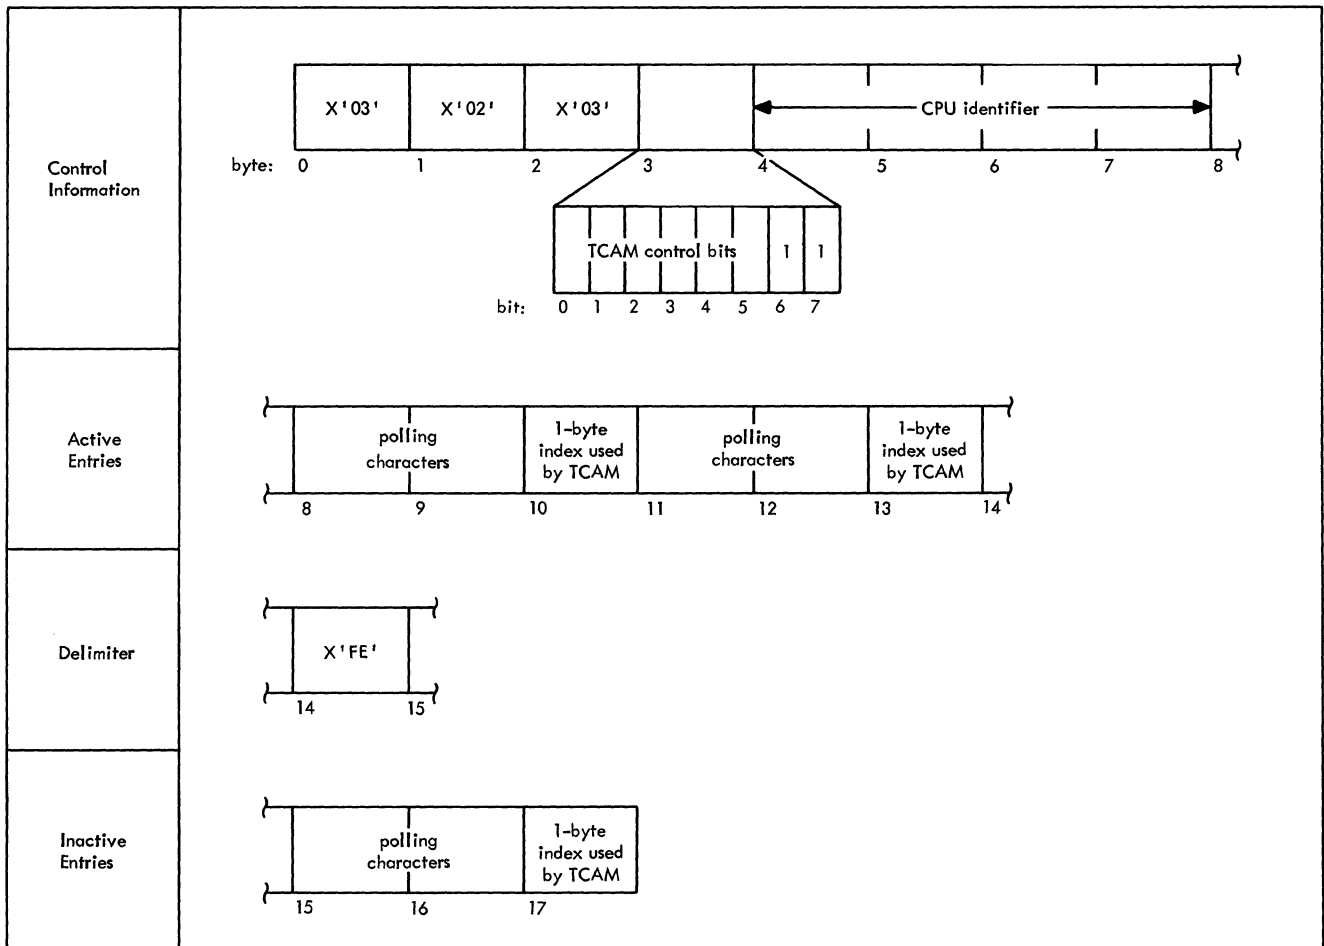 Control
Information
X'03' X'02' X'03' CPU identifier
byte: 0 1 2 3 4 5 6 7 8
TCAM control bits 1 1
bit: 0 1 2 3 4 5 6 7
Active
Entries
polling
characters
1-byte
index used
by TCAM
polling
characters
1-byte
index used
by TCAM
8 9 10 11 12 13 14
Delimiter
X'FE'
14 15
Inactive
Entries
polling
characters
1-byte
index used
by TCAM
15 16 17